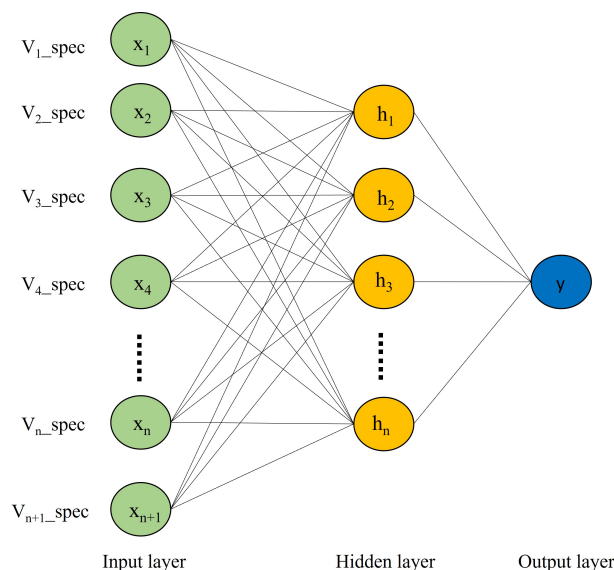 V₁_spec x₁
V₂_spec x₂ h₁
V₃_spec x₃ h₂
V₄_spec x₄ h₃ y
Vₙ_spec xₙ hₙ
Vₙ₊₁_spec xₙ₊₁
Input layer Hidden layer Output layer